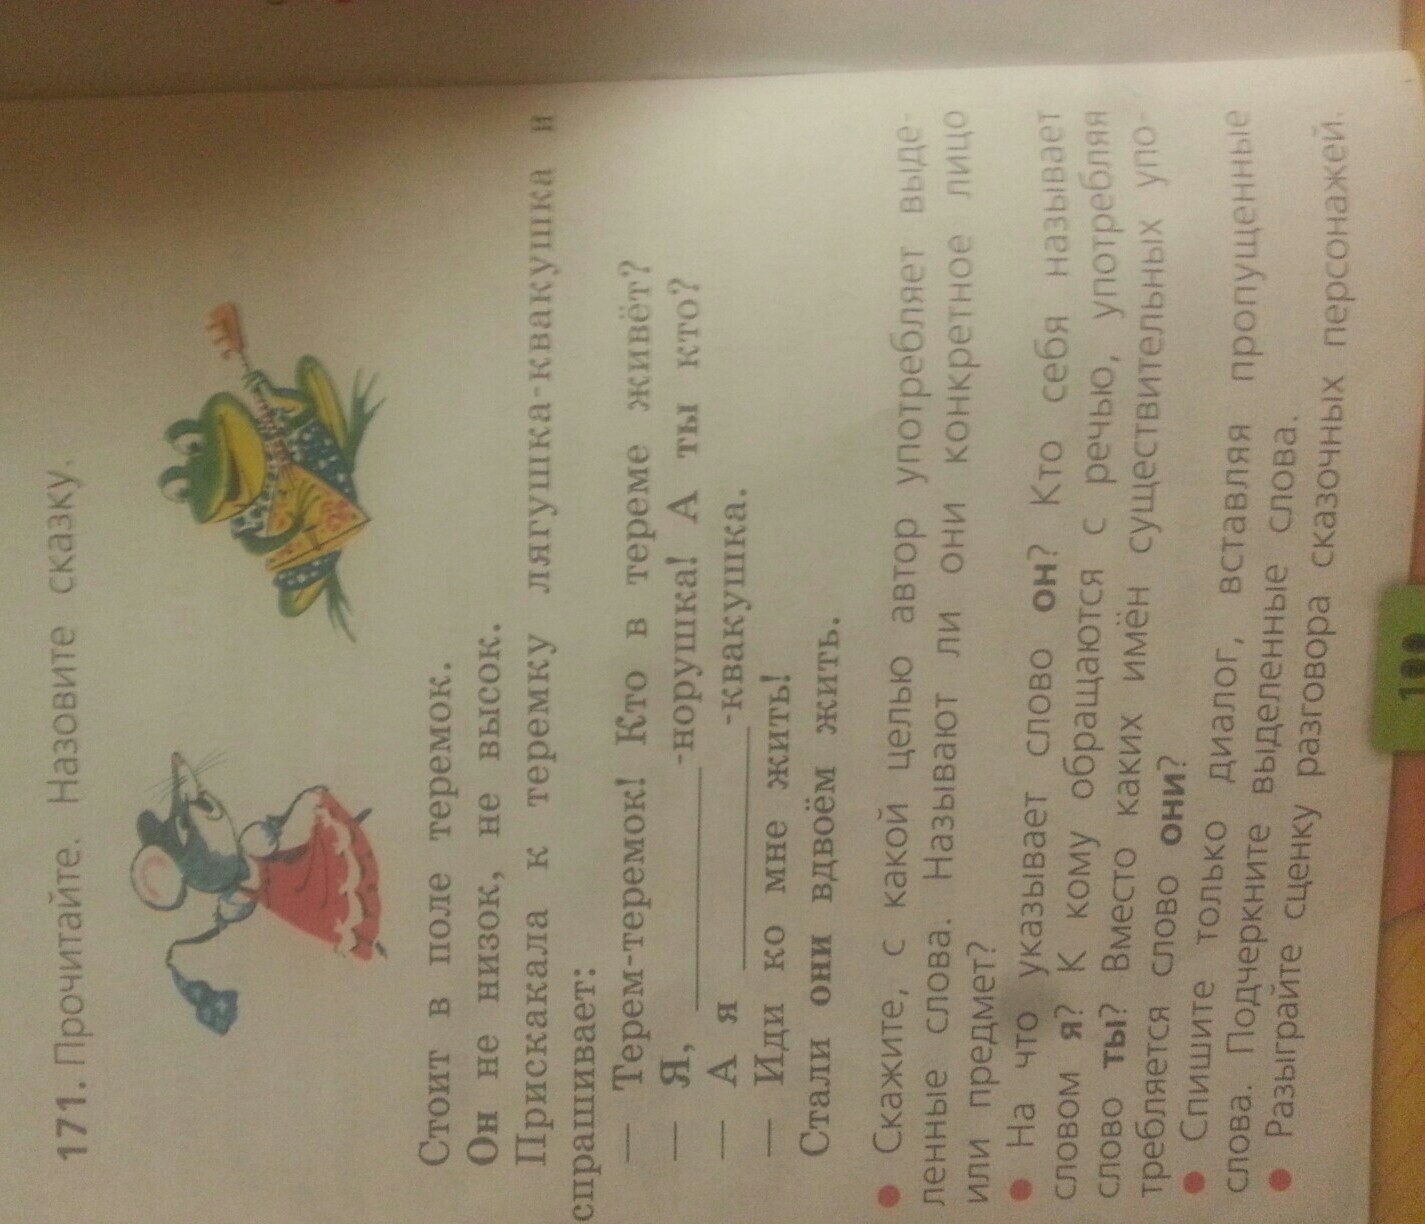 171. Прочитайте. Назовите сказку.
Стоит в поле теремок.
Он не низок, не высок.
Прискакала к теремку лягушка-квакушка и
спрашивает:
— Терем-теремок! Кто в тереме живёт?
— Я, ____________ -норушка! А ты кто?
— А я ____________ -квакушка.
— Иди ко мне жить!
Стали они вдвоём жить.
● Скажите, с какой целью автор употребляет выде-
ленные слова. Называют ли они конкретное лицо
или предмет?
● На что указывает слово он? Кто себя называет
словом я? К кому обращаются с речью, употребляя
слово ты? Вместо каких имён существительных упо-
требляется слово они?
● Спишите только диалог, вставляя пропущенные
слова. Подчеркните выделенные слова.
● Разыграйте сценку разговора сказочных персонажей.